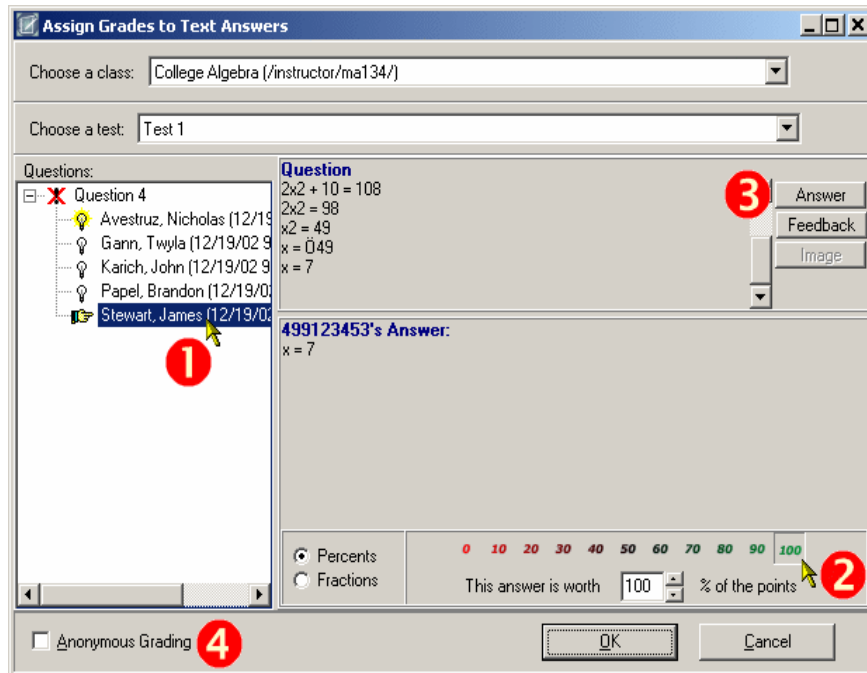 Assign Grades to Text Answers
Choose a class: College Algebra (/instructor/ma134/)
Choose a test: Test 1
Questions:
Question 4
Avestruz, Nicholas (12/19
Gann, Twyla (12/19/02 9
Karich, John (12/19/02 9
Papel, Brandon (12/19/02
Stewart, James (12/19/02
1
Question
2x2 + 10 = 108
2x2 = 98
x2 = 49
x = Ö49
x = 7
3
Answer
Feedback
Image
499123453's Answer:
x = 7
Percents
Fractions
0 10 20 30 40 50 60 70 80 90 100
This answer is worth 100 % of the points
2
Anonymous Grading
4
OK
Cancel